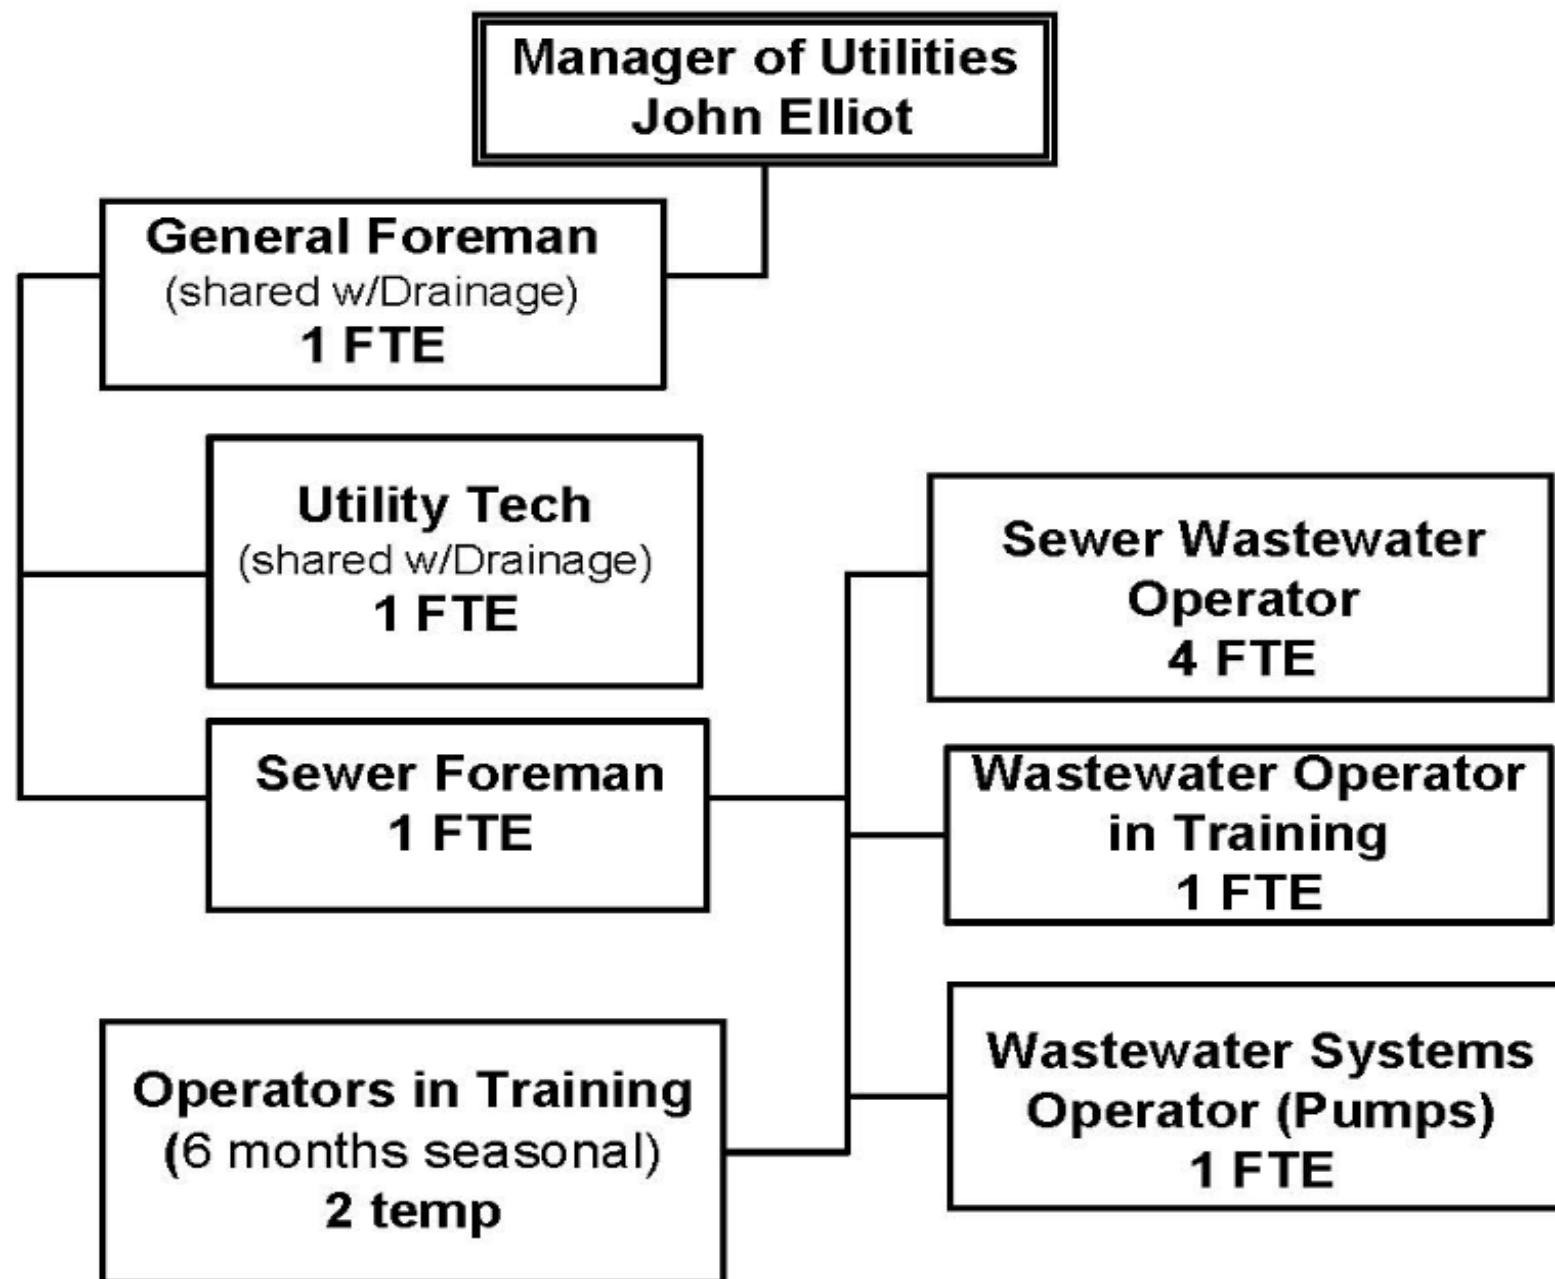 Manager of Utilities
John Elliot
General Foreman
(shared w/Drainage)
1 FTE
Utility Tech
(shared w/Drainage)
1 FTE
Sewer Foreman
1 FTE
Operators in Training
(6 months seasonal)
2 temp
Sewer Wastewater
Operator
4 FTE
Wastewater Operator
in Training
1 FTE
Wastewater Systems
Operator (Pumps)
1 FTE